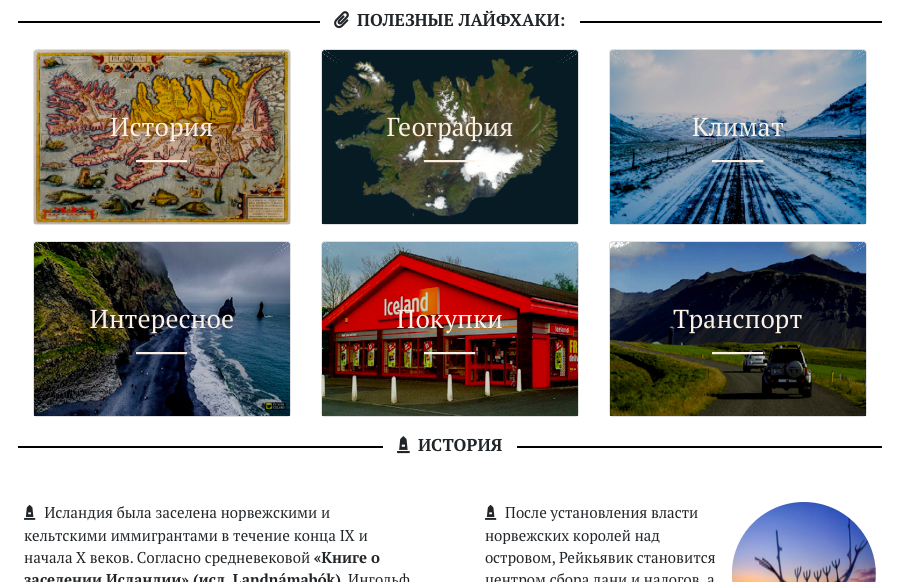 ПОЛЕЗНЫЕ ЛАЙФХАКИ:
История
География
Климат
Интересное
Iceland
Покупки
Транспорт
ИСТОРИЯ
Исландия была заселена норвежскими и
кельтскими иммигрантами в течение конца IX и
начала X веков. Согласно средневековой «Книге о
заселении Исландии» (исл. Landnámabók), Ингольф
После установления власти
норвежских королей над
островом, Рейкьявик становится
центром сбора дани и налогов, а